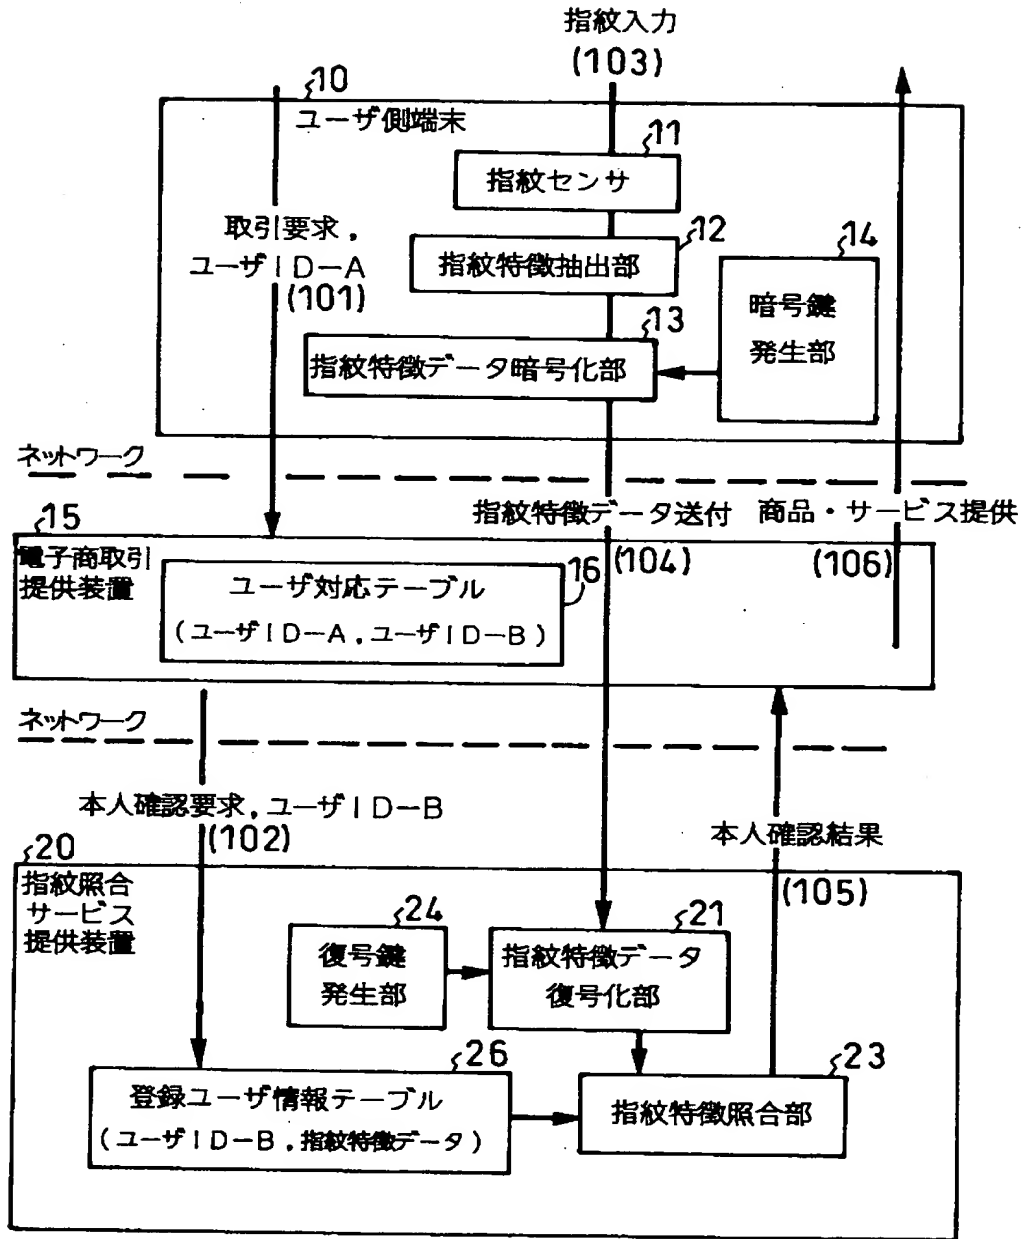 指紋入力
(103)
10
ユーザ側端末
11
指紋センサ
取引要求,
ユーザID-A
(101)
12
指紋特徴抽出部
14
暗号鍵
発生部
13
指紋特徴データ暗号化部
ネットワーク
指紋特徴データ送付
商品・サービス提供
15
電子商取引
提供装置
16
ユーザ対応テーブル
(ユーザID-A,ユーザID-B)
(104)
(106)
ネットワーク
本人確認要求,ユーザID-B
(102)
本人確認結果
(105)
20
指紋照合
サービス
提供装置
24
復号鍵
発生部
21
指紋特徴データ
復号化部
26
登録ユーザ情報テーブル
(ユーザID-B,指紋特徴データ)
23
指紋特徴照合部